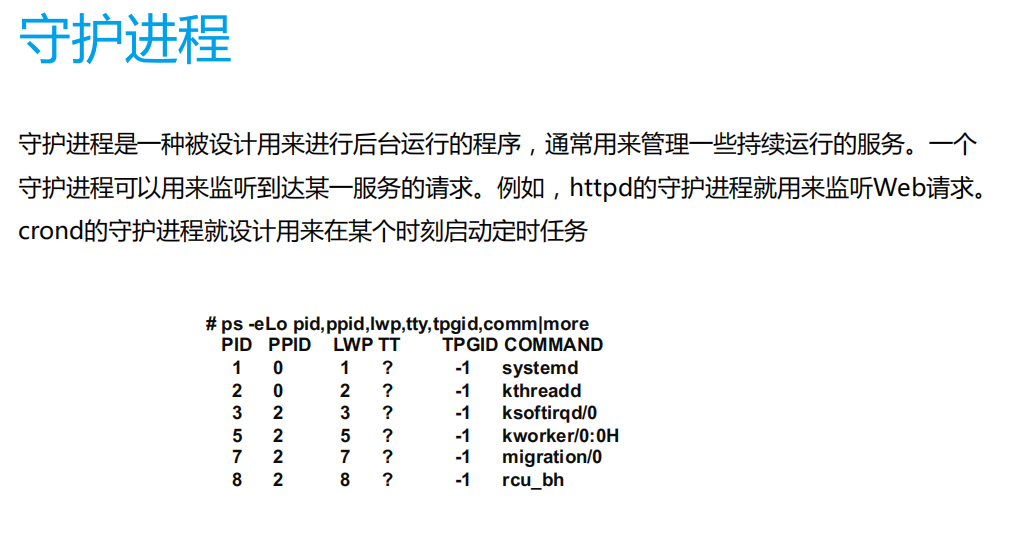 守护进程
守护进程是一种被设计用来进行后台运行的程序，通常用来管理一些持续运行的服务。一个
守护进程可以用来监听到达某一服务的请求。例如，httpd的守护进程就用来监听Web请求。
crond的守护进程就设计用来在某个时刻启动定时任务
# ps -eLo pid,ppid,lwp,tty,tpgid,comm|more
PID PPID LWP TT TPGID COMMAND
1 0 1 ? -1 systemd
2 0 2 ? -1 kthreadd
3 2 3 ? -1 ksoftirqd/0
5 2 5 ? -1 kworker/0:0H
7 2 7 ? -1 migration/0
8 2 8 ? -1 rcu_bh